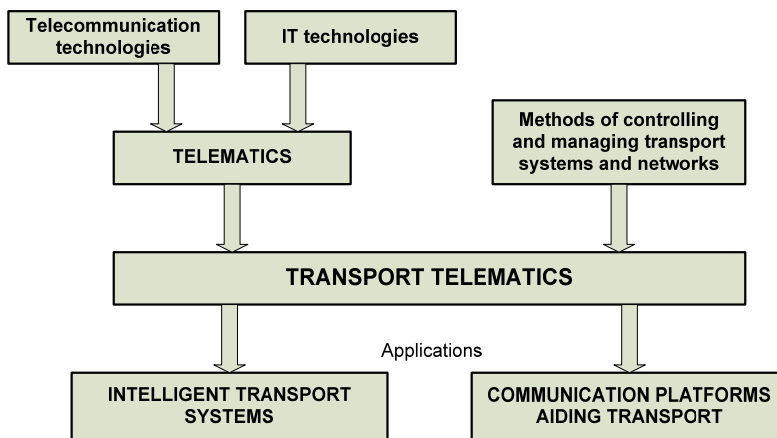 Telecommunication
technologies
IT technologies
Methods of controlling
and managing transport
systems and networks
TELEMATICS
TRANSPORT TELEMATICS
Applications
INTELLIGENT TRANSPORT
SYSTEMS
COMMUNICATION PLATFORMS
AIDING TRANSPORT